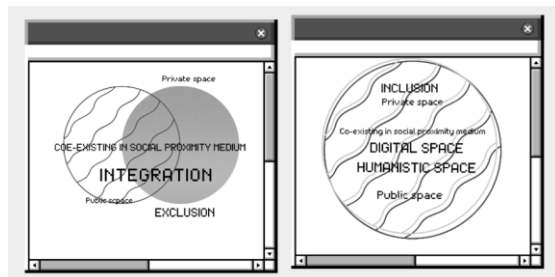 Private space
COE-EXISTING IN SOCIAL PROXIMITY MEDIUM
INTEGRATION
Public scpace
EXCLUSION
INCLUSION
Private space
Co-existing in social proximity medium
DIGITAL SPACE
HUMANISTIC SPACE
Public space